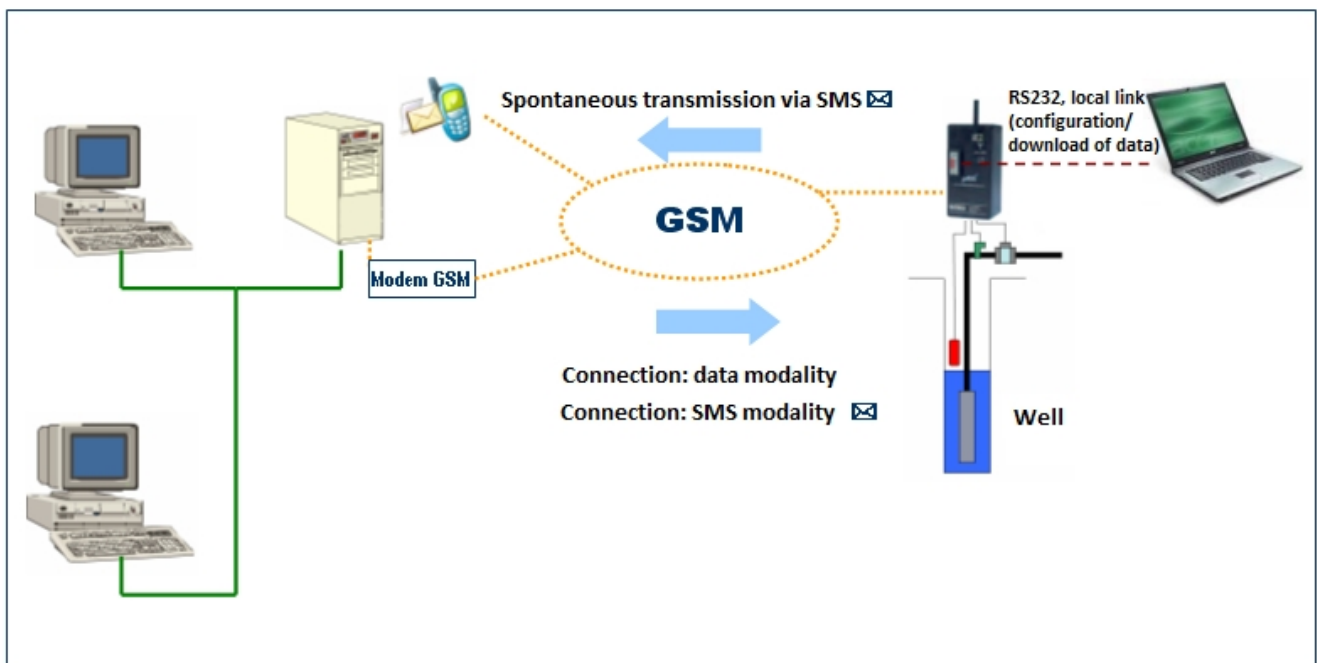 Spontaneous transmission via SMS
RS232, local link
(configuration/
download of data)
GSM
Modem GSM
Connection: data modality
Connection: SMS modality
Well